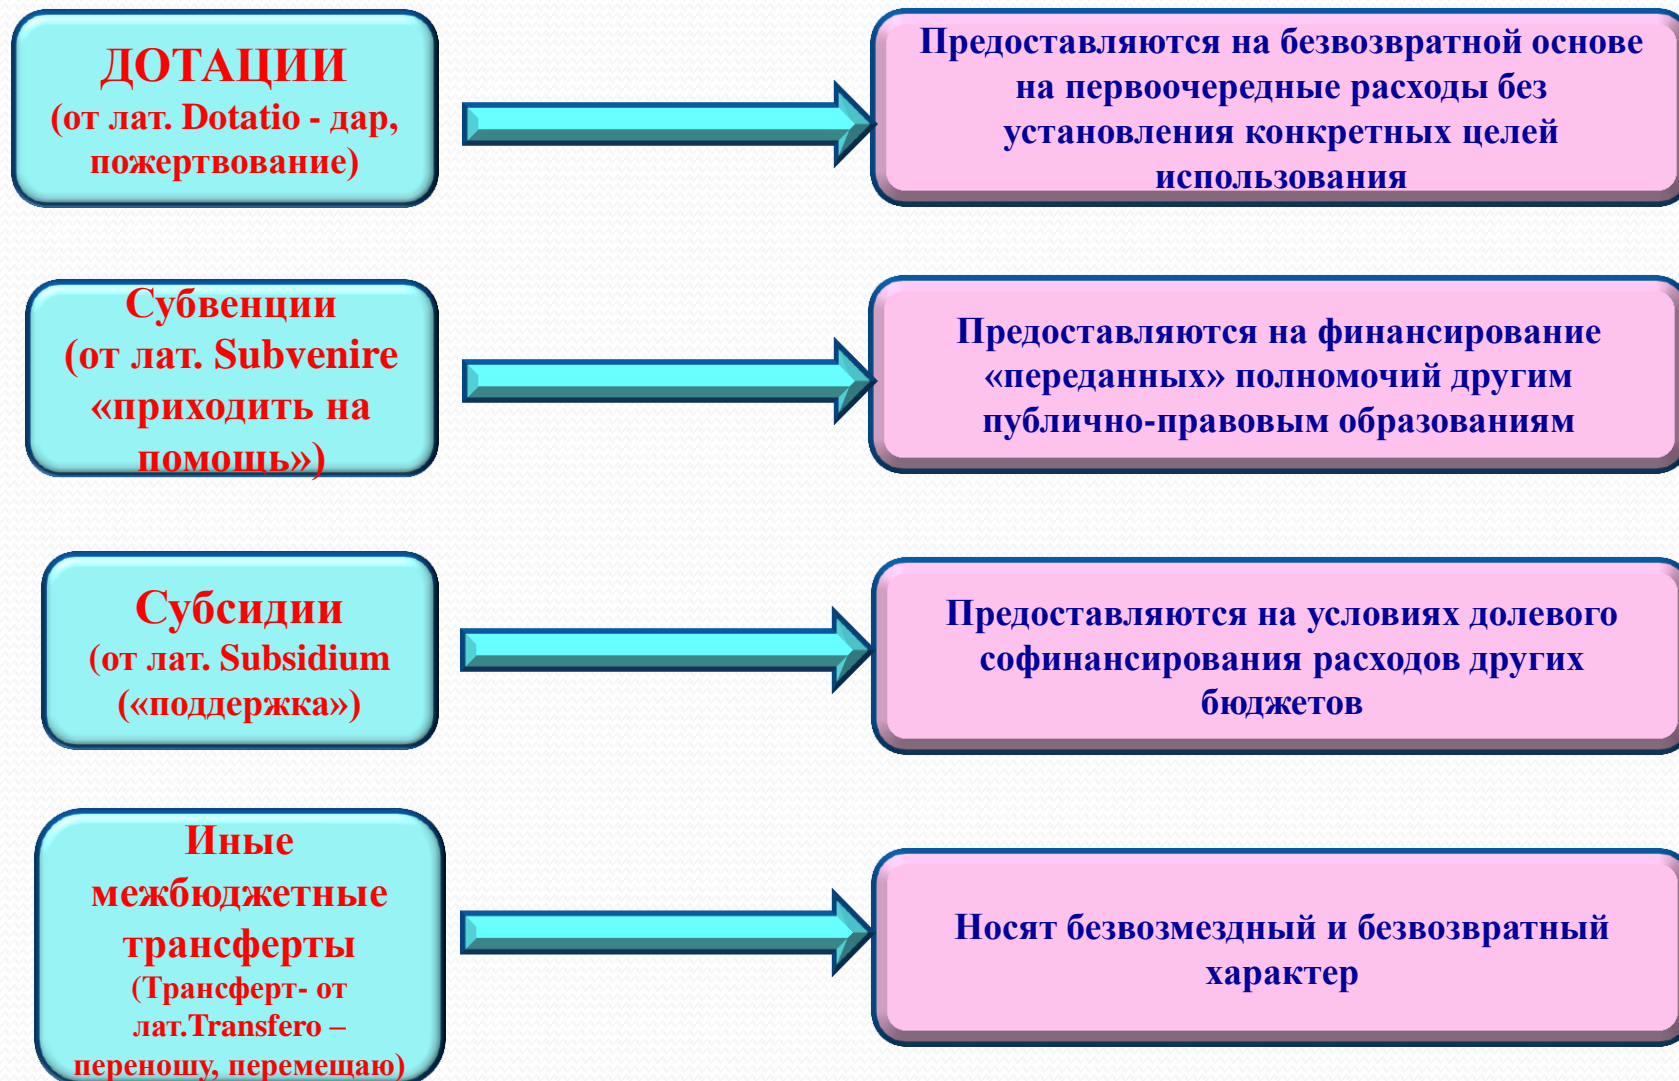 ДОТАЦИИ
(от лат. Dotatio - дар,
пожертвование)
Предоставляются на безвозвратной основе
на первоочередные расходы без
установления конкретных целей
использования
Субвенции
(от лат. Subvenire
«приходить на
помощь»)
Предоставляются на финансирование
«переданных» полномочий другим
публично-правовым образованиям
Субсидии
(от лат. Subsidium
(«поддержка»)
Предоставляются на условиях долевого
софинансирования расходов других
бюджетов
Иные
межбюджетные
трансферты
(Трансферт- от
лат.Transfero –
переношу, перемещаю)
Носят безвозмездный и безвозвратный
характер